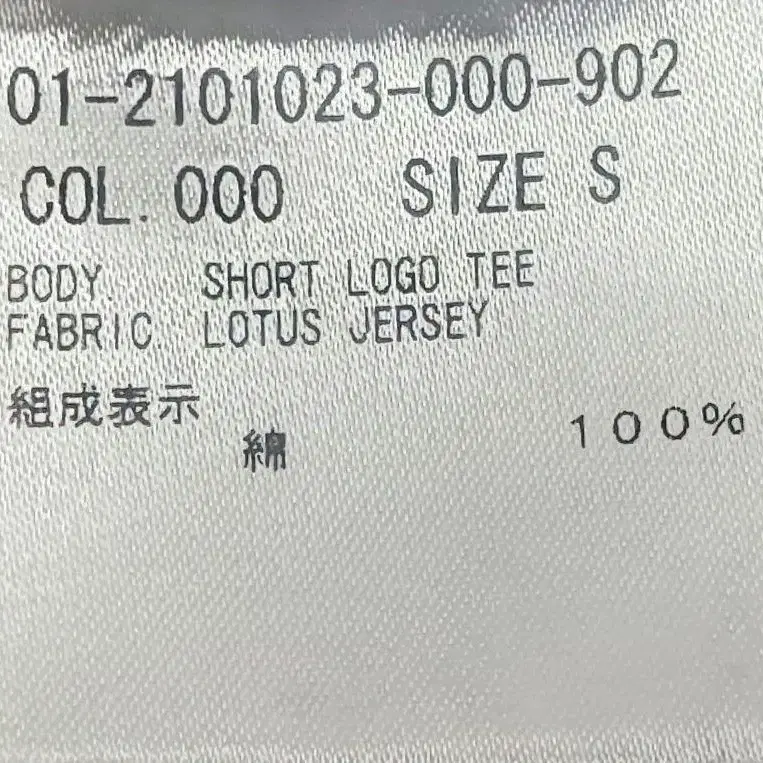 01-2101023-000-902
COL. 000 SIZE S
BODY. SHORT LOGO TEE
FABRIC. LOTUS JERSEY
組成表示
綿 100%